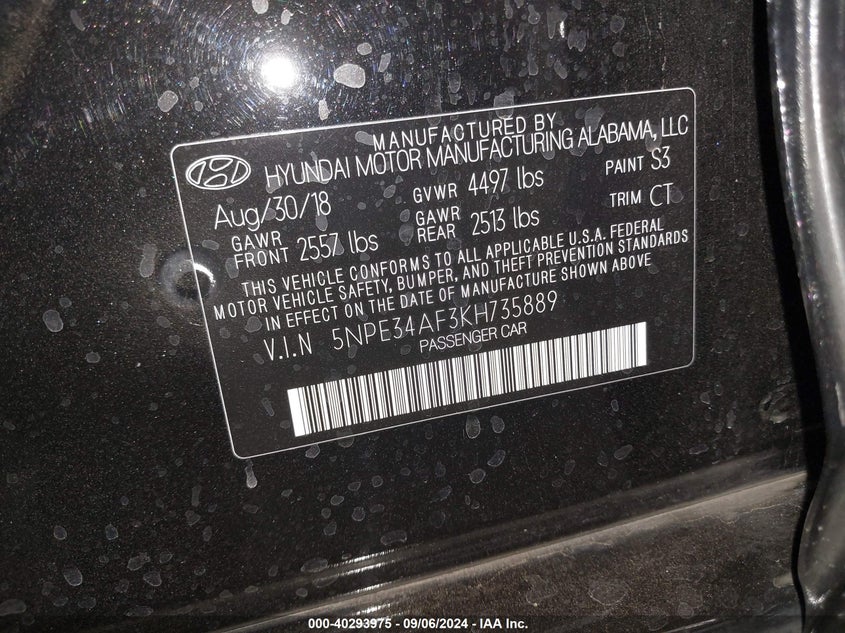 MANUFACTURED BY
HYUNDAI MOTOR MANUFACTURING ALABAMA, LLC
Aug/30/18 GVWR 4497 lbs PAINT S3
GAWR FRONT 2557 lbs GAWR REAR 2513 lbs TRIM CT
THIS VEHICLE CONFORMS TO ALL APPLICABLE U.S.A. FEDERAL
MOTOR VEHICLE SAFETY, BUMPER, AND THEFT PREVENTION STANDARDS
IN EFFECT ON THE DATE OF MANUFACTURE SHOWN ABOVE
V.I.N 5NPE34AF3KH735889
PASSENGER CAR
000-40293975 - 09/06/2024 - IAA Inc.